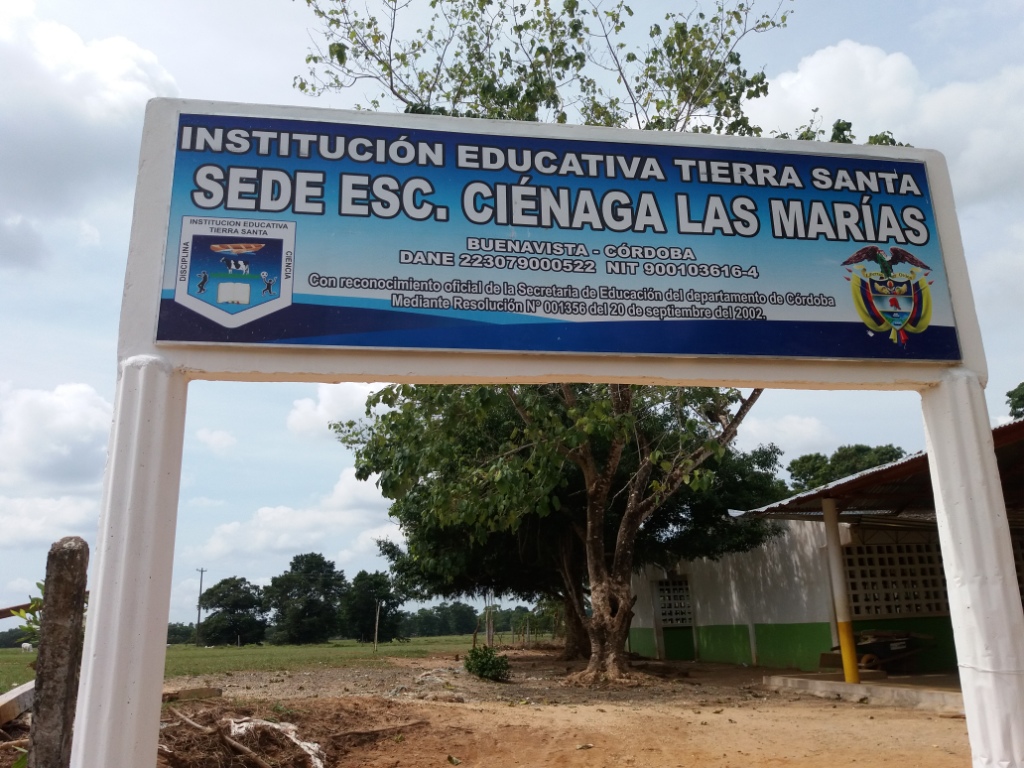 INSTITUCIÓN EDUCATIVA TIERRA SANTA
SEDE ESC. CIÉNAGA LAS MARÍAS
BUENAVISTA - CÓRDOBA
DANE 223079000522 NIT 900103616-4
Con reconocimiento oficial de la Secretaria de Educación del departamento de Córdoba
Mediante Resolución N° 001356 del 20 de septiembre del 2002.
INSTITUCION EDUCATIVA
TIERRA SANTA
DISCIPLINA
CIENCIA